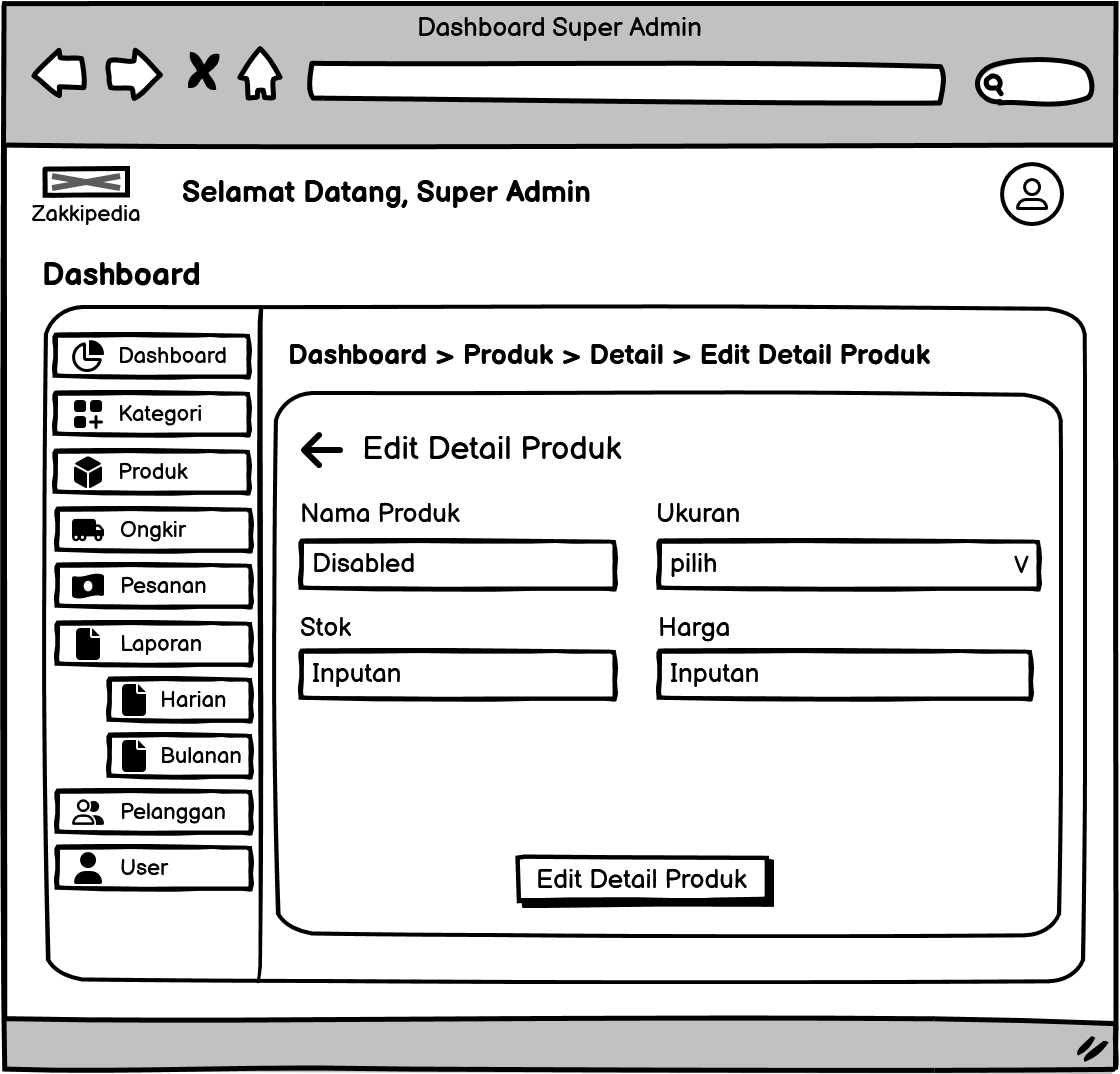 Dashboard Super Admin
Zakkipedia
Selamat Datang, Super Admin
Dashboard
Dashboard
Kategori
Produk
Ongkir
Pesanan
Laporan
Harian
Bulanan
Pelanggan
User
Dashboard > Produk > Detail > Edit Detail Produk
Edit Detail Produk
Nama Produk
Disabled
Ukuran
pilih V
Stok
Inputan
Harga
Inputan
Edit Detail Produk